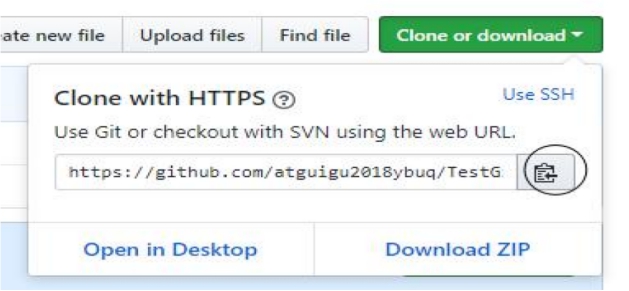 ate new file Upload files Find file Clone or download
Clone with HTTPS Use SSH
Use Git or checkout with SVN using the web URL.
https://github.com/atguigu2018ybuq/TestG
Open in Desktop Download ZIP